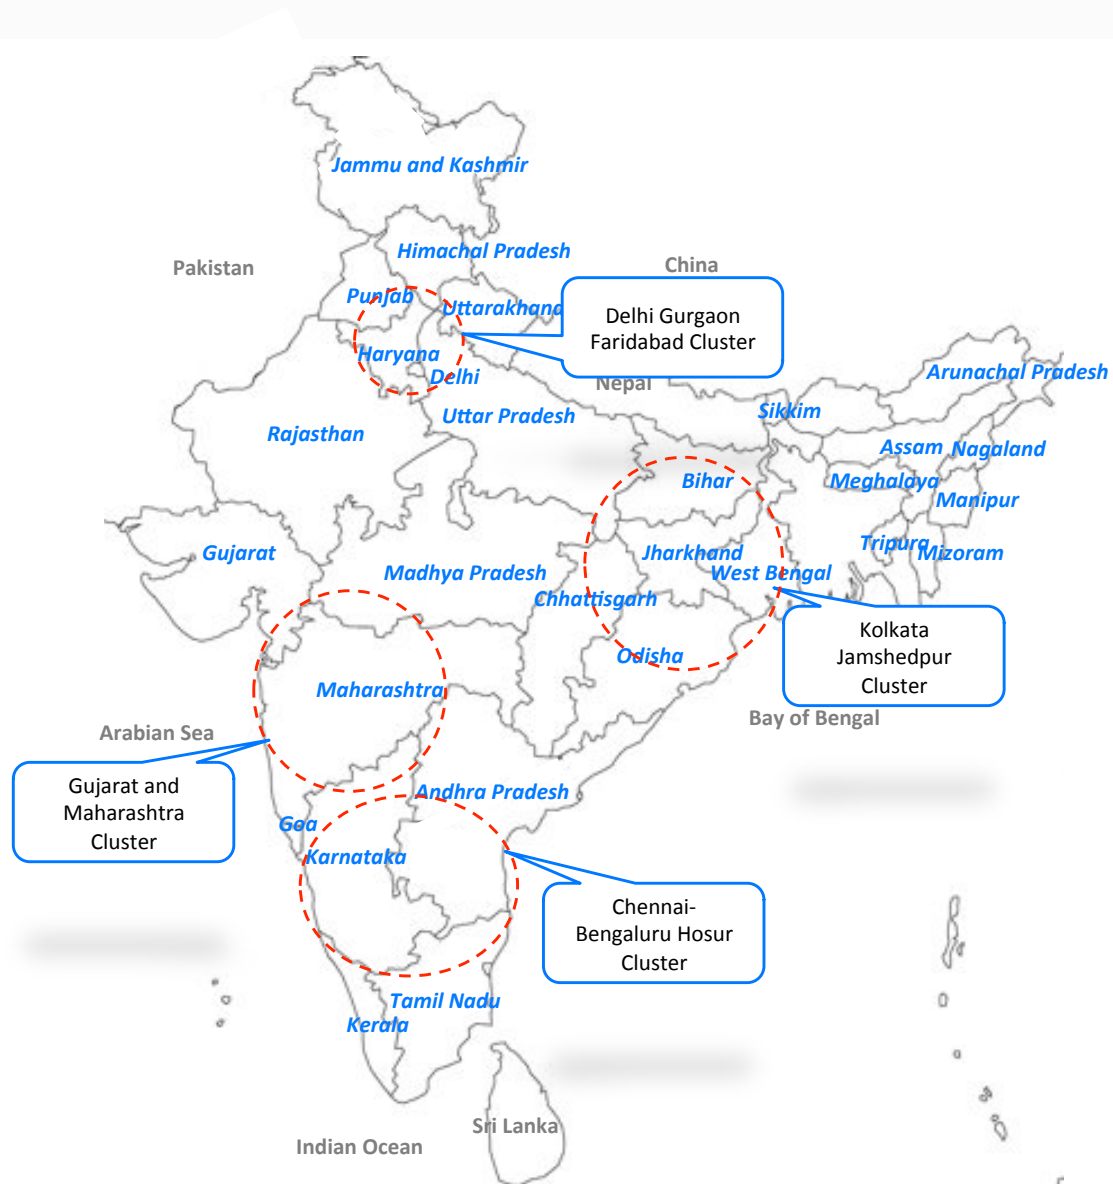 Jammu and Kashmir
Himachal Pradesh
Pakistan
China
Punjab
Uttarakhand
Delhi Gurgaon
Faridabad Cluster
Haryana
Delhi
Nepal
Arunachal Pradesh
Sikkim
Uttar Pradesh
Rajasthan
Assam
Nagaland
Bihar
Meghalaya
Manipur
Gujarat
Jharkhand
Tripura
Mizoram
Madhya Pradesh
West Bengal
Chhattisgarh
Kolkata
Jamshedpur
Cluster
Odisha
Maharashtra
Bay of Bengal
Arabian Sea
Gujarat and
Maharashtra
Cluster
Andhra Pradesh
Goa
Karnataka
Chennai-
Bengaluru Hosur
Cluster
Tamil Nadu
Kerala
Sri Lanka
Indian Ocean